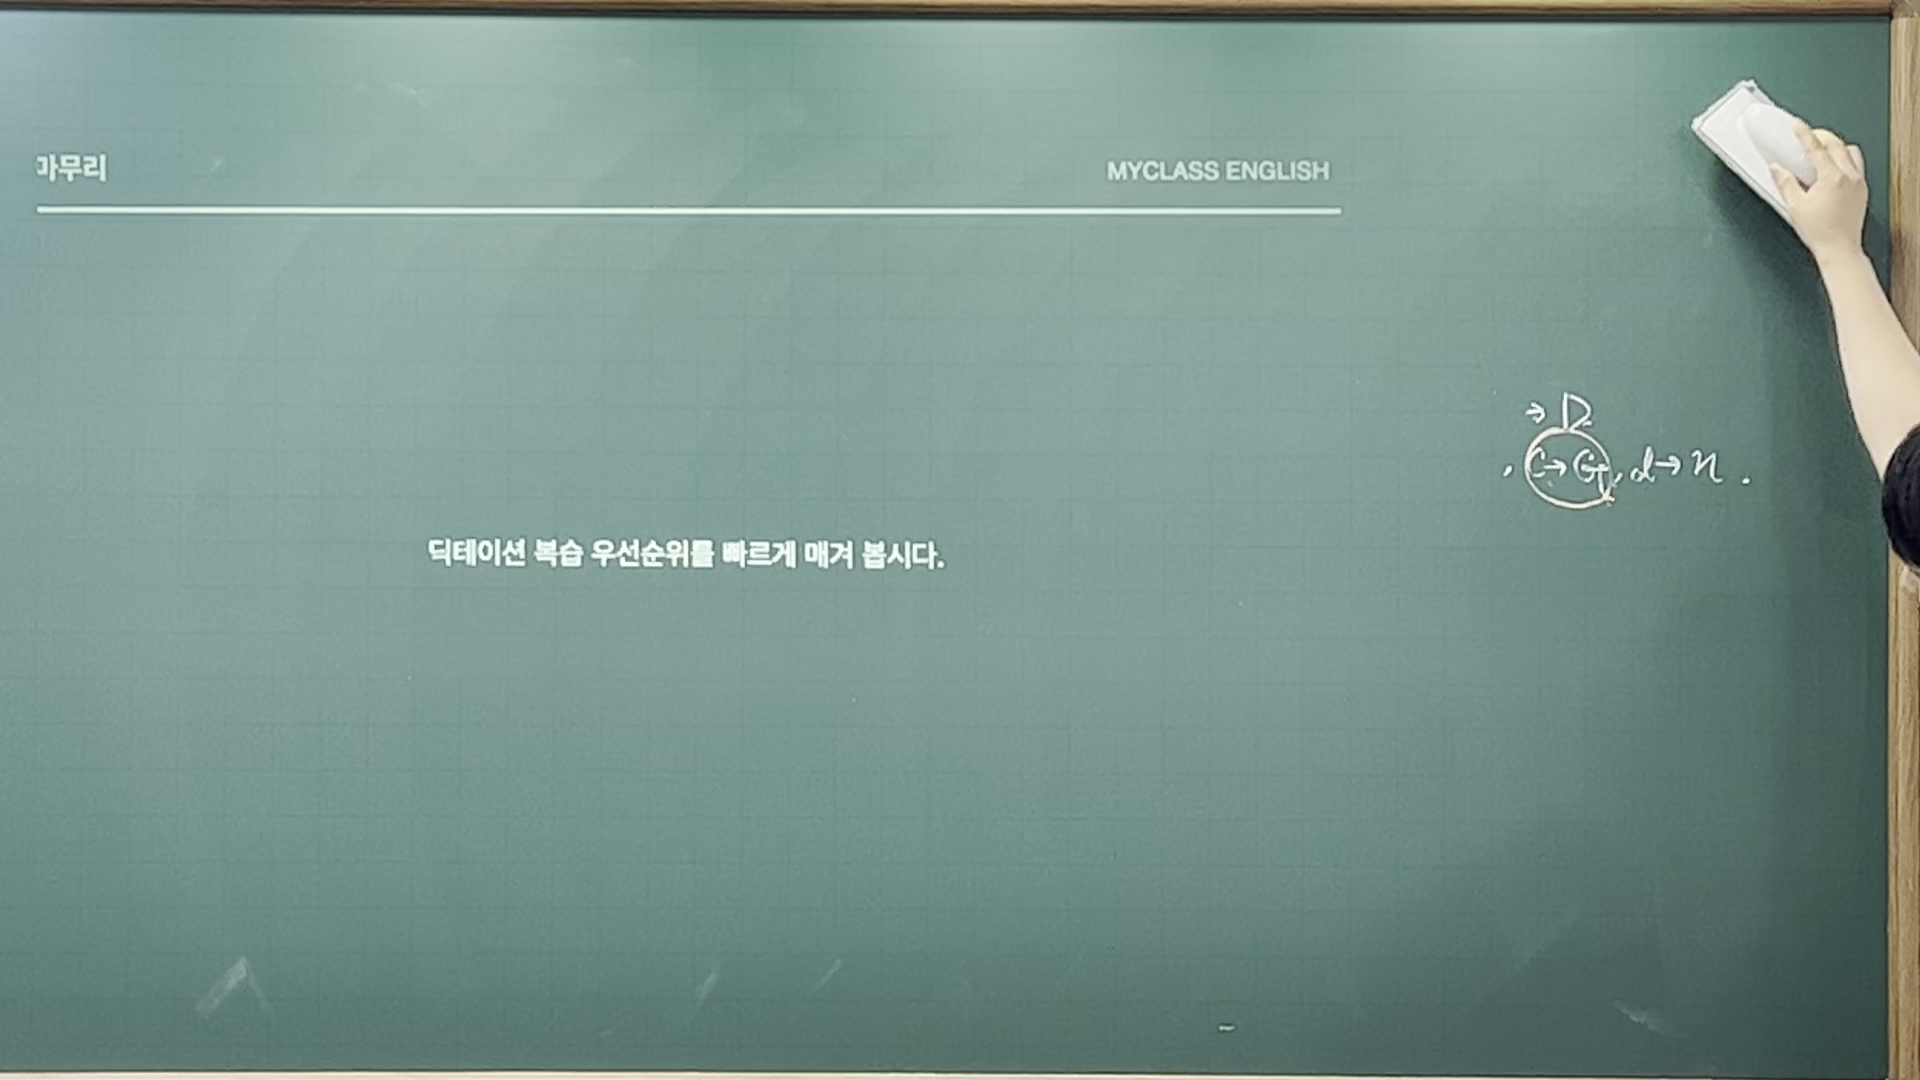 마무리
MYCLASS ENGLISH
→ D
, C→G, d→n .
딕테이션 복습 우선순위를 빠르게 매겨 봅시다.